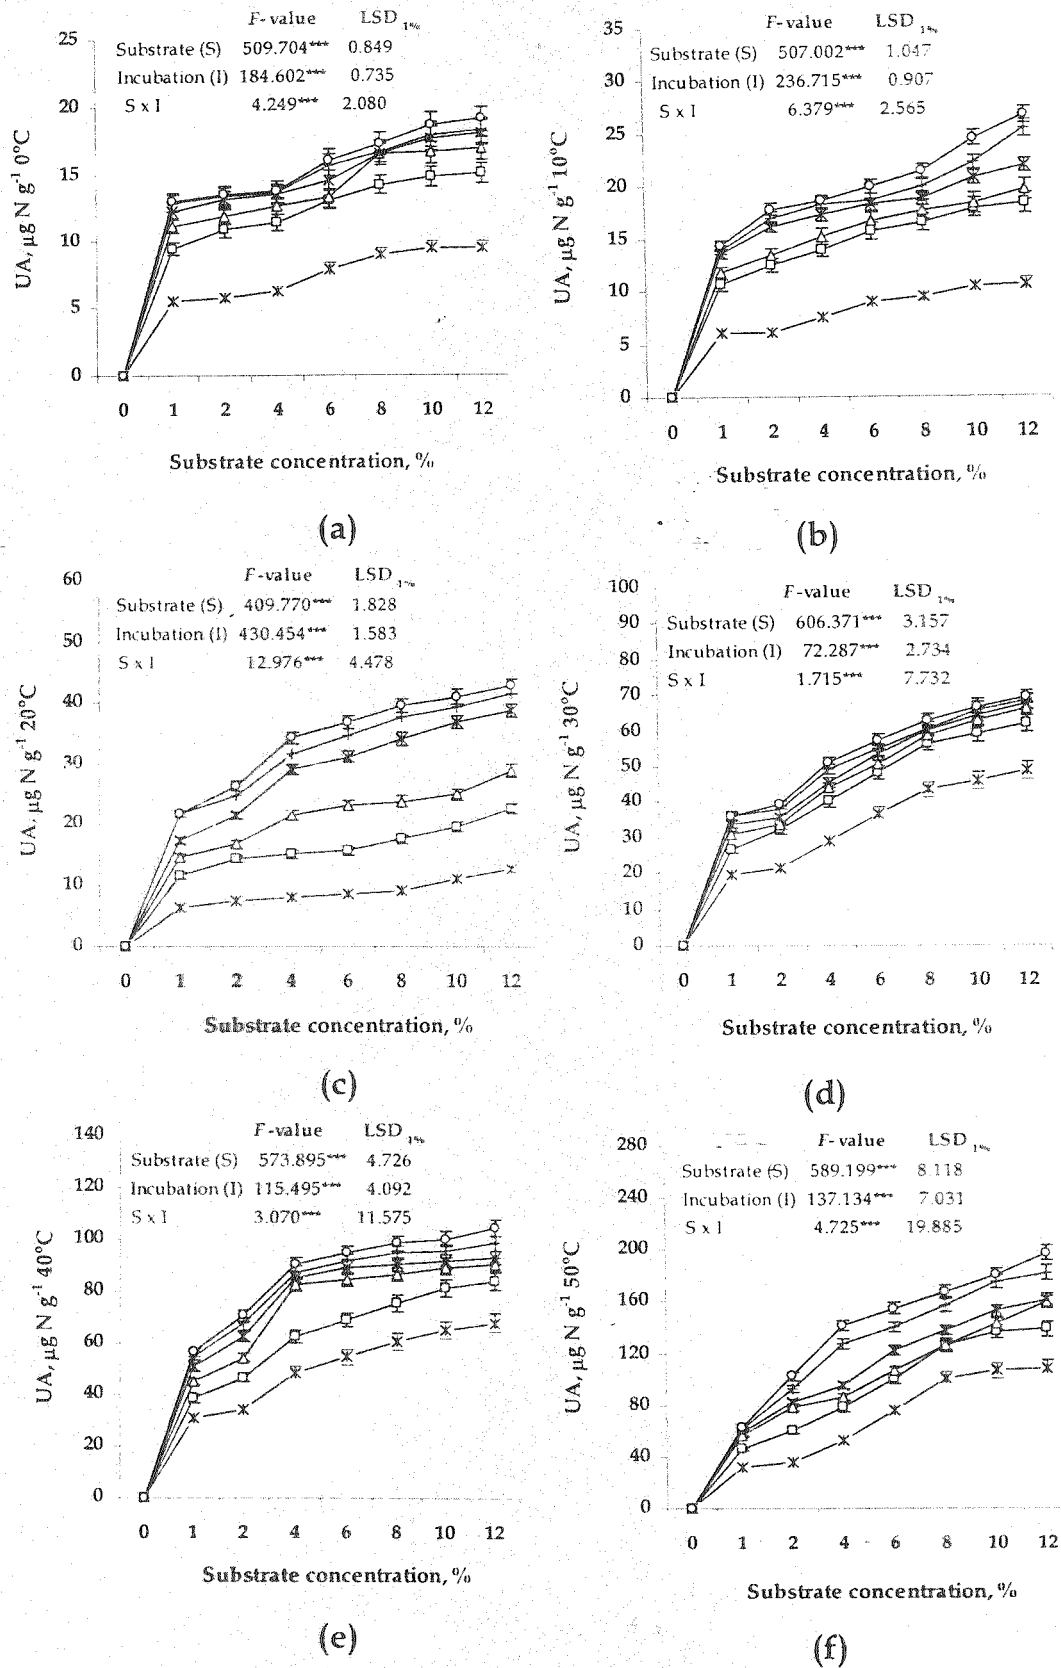 F-value LSD 1%
Substrate (S) 509.704*** 0.849
Incubation (I) 184.602*** 0.735
S x I 4.249*** 2.080
25
20
15
10
5
0
UA, µg N g-1 0°C
0 1 2 4 6 8 10 12
Substrate concentration, %
(a)
F-value LSD 1%
Substrate (S) 507.002*** 1.047
Incubation (I) 236.715*** 0.907
S x I 6.379*** 2.565
35
30
25
20
15
10
5
0
UA, µg N g-1 10°C
0 1 2 4 6 8 10 12
Substrate concentration, %
(b)
F-value LSD 1%
Substrate (S) 409.770*** 1.828
Incubation (I) 430.454*** 1.583
S x I 12.976*** 4.478
60
50
40
30
20
10
0
UA, µg N g-1 20°C
0 1 2 4 6 8 10 12
Substrate concentration, %
(c)
F-value LSD 1%
Substrate (S) 606.371*** 3.157
Incubation (I) 72.287*** 2.734
S x I 1.715*** 7.732
100
90
80
70
60
50
40
30
20
10
0
UA, µg N g-1 30°C
0 1 2 4 6 8 10 12
Substrate concentration, %
(d)
F-value LSD 1%
Substrate (S) 573.895*** 4.726
Incubation (I) 115.495*** 4.092
S x I 3.070*** 11.575
140
120
100
80
60
40
20
0
UA, µg N g-1 40°C
0 1 2 4 6 8 10 12
Substrate concentration, %
(e)
F-value LSD 1%
Substrate (S) 589.199*** 8.118
Incubation (I) 137.134*** 7.031
S x I 4.725*** 19.885
280
240
200
160
120
80
40
0
UA, µg N g-1 50°C
0 1 2 4 6 8 10 12
Substrate concentration, %
(f)